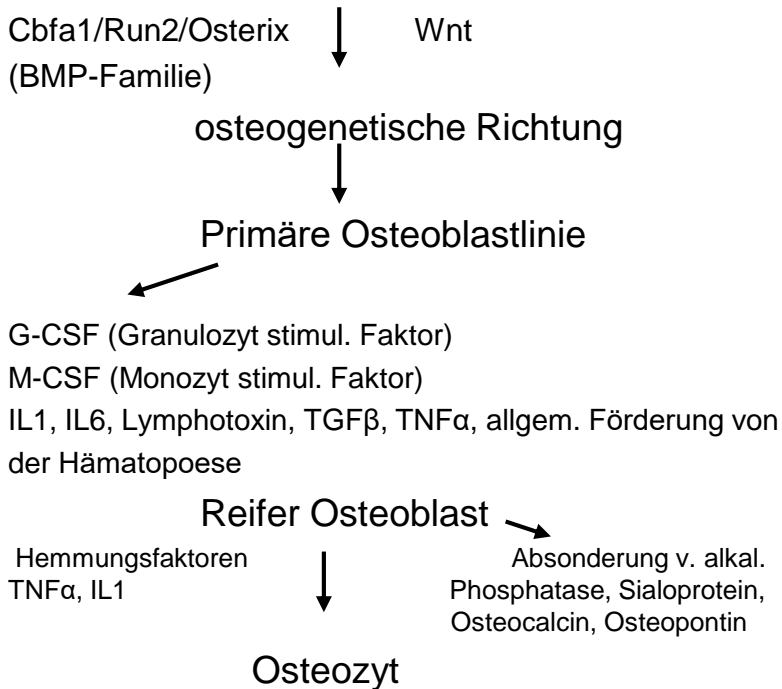 Cbfa1/Run2/Osterix Wnt
(BMP-Familie)
osteogenetische Richtung
Primäre Osteoblastlinie
G-CSF (Granulozyt stimul. Faktor)
M-CSF (Monozyt stimul. Faktor)
IL1, IL6, Lymphotoxin, TGFβ, TNFα, allgem. Förderung von
der Hämatopoese
Reifer Osteoblast
Hemmungsfaktoren
TNFα, IL1
Absonderung v. alkal.
Phosphatase, Sialoprotein,
Osteocalcin, Osteopontin
Osteozyt